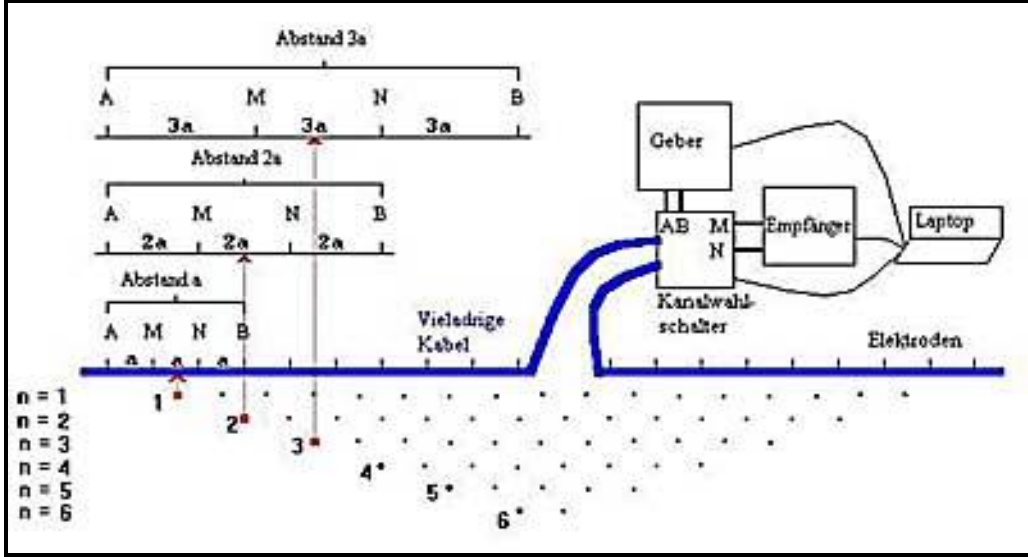 Abstand 3a
A M N B
3a 3a 3a
Abstand 2a
A M N B
2a 2a 2a
Abstand a
A M N B
a a a
Geber
AB M
N
Empfänger
Laptop
Kanalwahl-
schalter
Vieladrige
Kabel
Elektroden
n = 1 1
n = 2 2
n = 3 3
n = 4 4
n = 5 5
n = 6 6